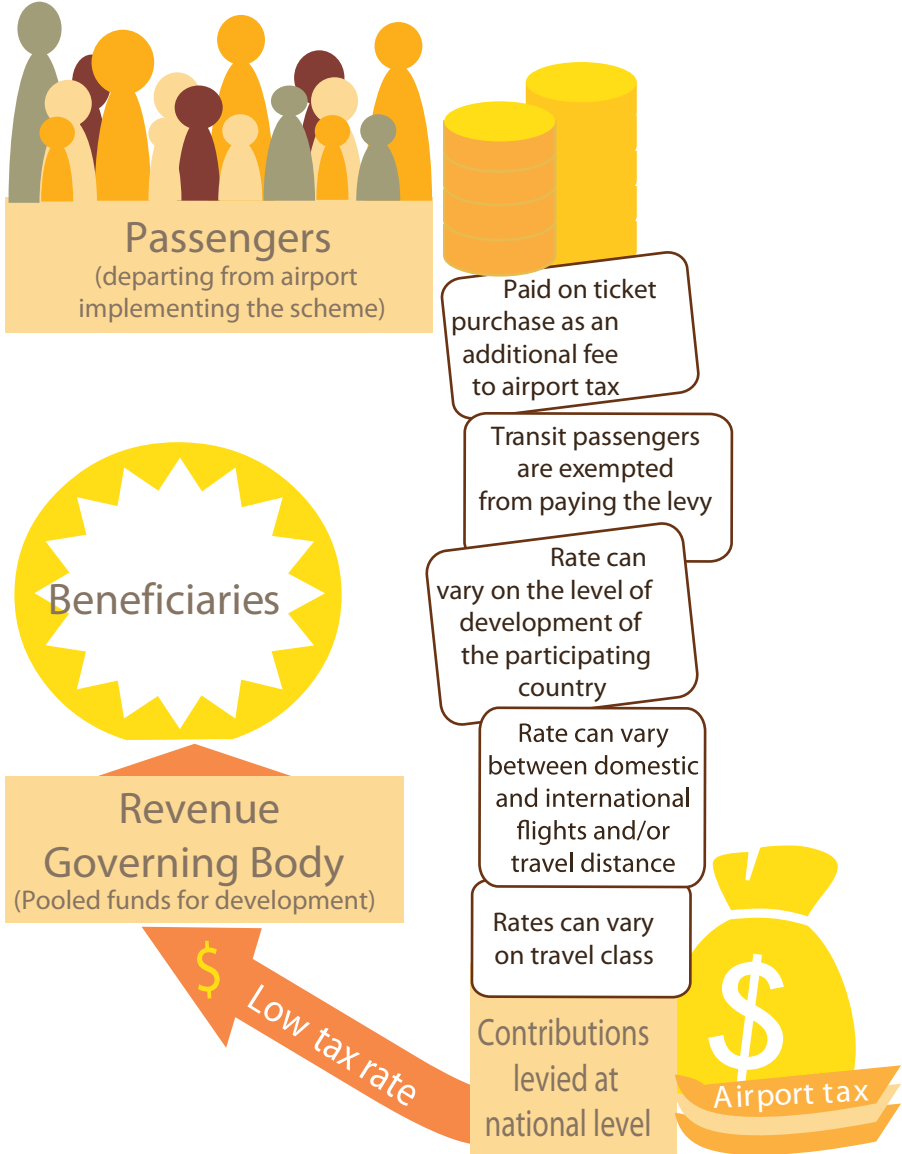 Passengers
(departing from airport
implementing the scheme)
Paid on ticket
purchase as an
additional fee
to airport tax
Transit passengers
are exempted
from paying the levy
Rate can
vary on the level of
development of
the participating
country
Rate can vary
between domestic
and international
flights and/or
travel distance
Rates can vary
on travel class
Contributions
levied at
national level
$
Airport tax
Low tax rate
$
Revenue
Governing Body
(Pooled funds for development)
Beneficiaries